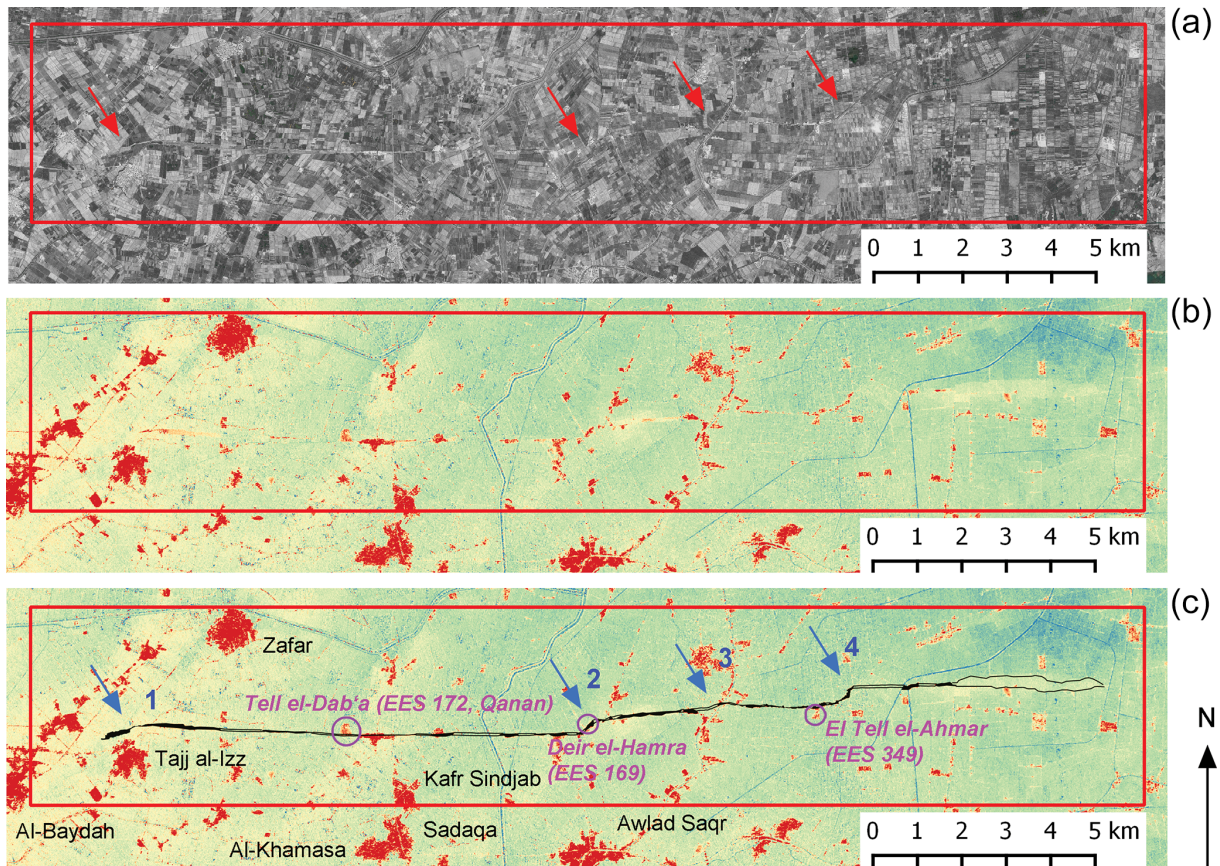 (a)
0 1 2 3 4 5 km
(b)
0 1 2 3 4 5 km
(c)
Zafar
1
Tell el-Dab‘a (EES 172, Qanan)
2
3
4
Tajj al-Izz
Deir el-Hamra
(EES 169)
El Tell el-Ahmar
(EES 349)
N
Kafr Sindjab
Al-Baydah
Al-Khamasa
Sadaqa
Awlad Saqr
0 1 2 3 4 5 km